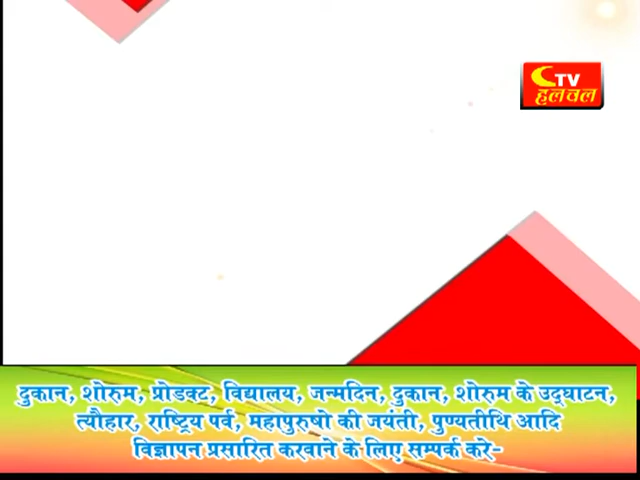 TV
हलचल
दुकान, शोरुम, प्रोडक्ट, विद्यालय, जन्मदिन, दुकान, शोरुम के उद्घाटन,
त्यौहार, राष्ट्रिय पर्व, महापुरुषो की जयंती, पुण्यतीथि आदि
विज्ञापन प्रसारित करवाने के लिए सम्पर्क करे-